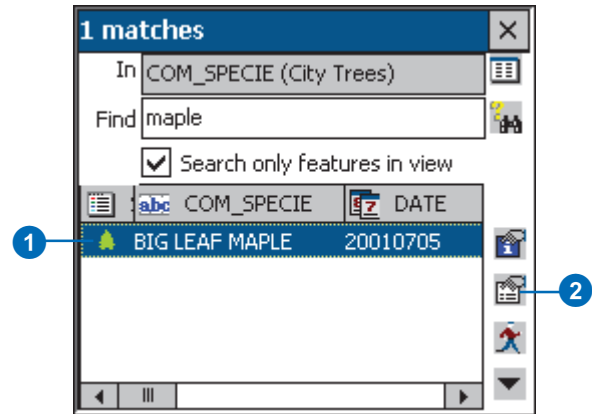 1 matches
In COM_SPECIE (City Trees)
Find maple
Search only features in view
COM_SPECIE DATE
1 BIG LEAF MAPLE 20010705
2